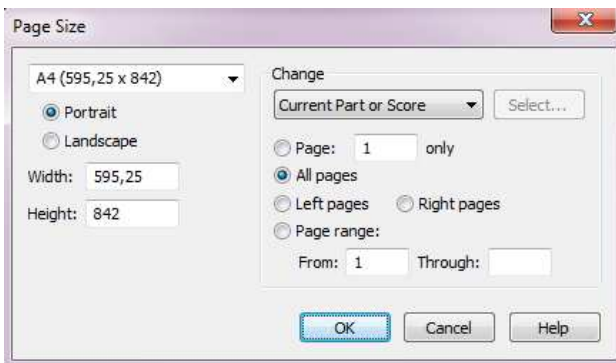 Page Size
A4 (595,25 x 842)
Portrait
Landscape
Width: 595,25
Height: 842
Change
Current Part or Score
Select...
Page: 1 only
All pages
Left pages Right pages
Page range:
From: 1 Through:
OK Cancel Help